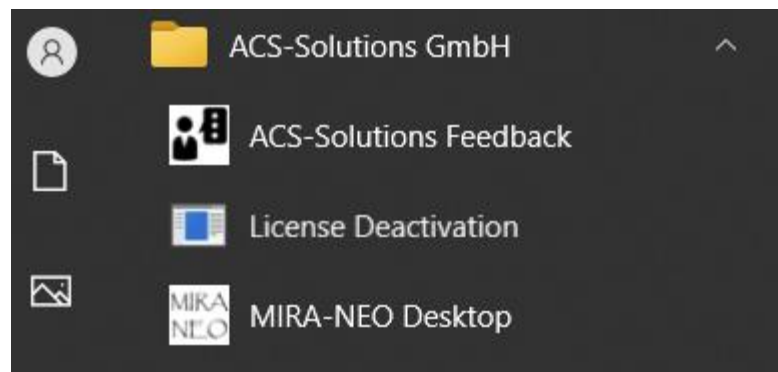 ACS-Solutions GmbH
ACS-Solutions Feedback
License Deactivation
MIRA
NEO
MIRA-NEO Desktop